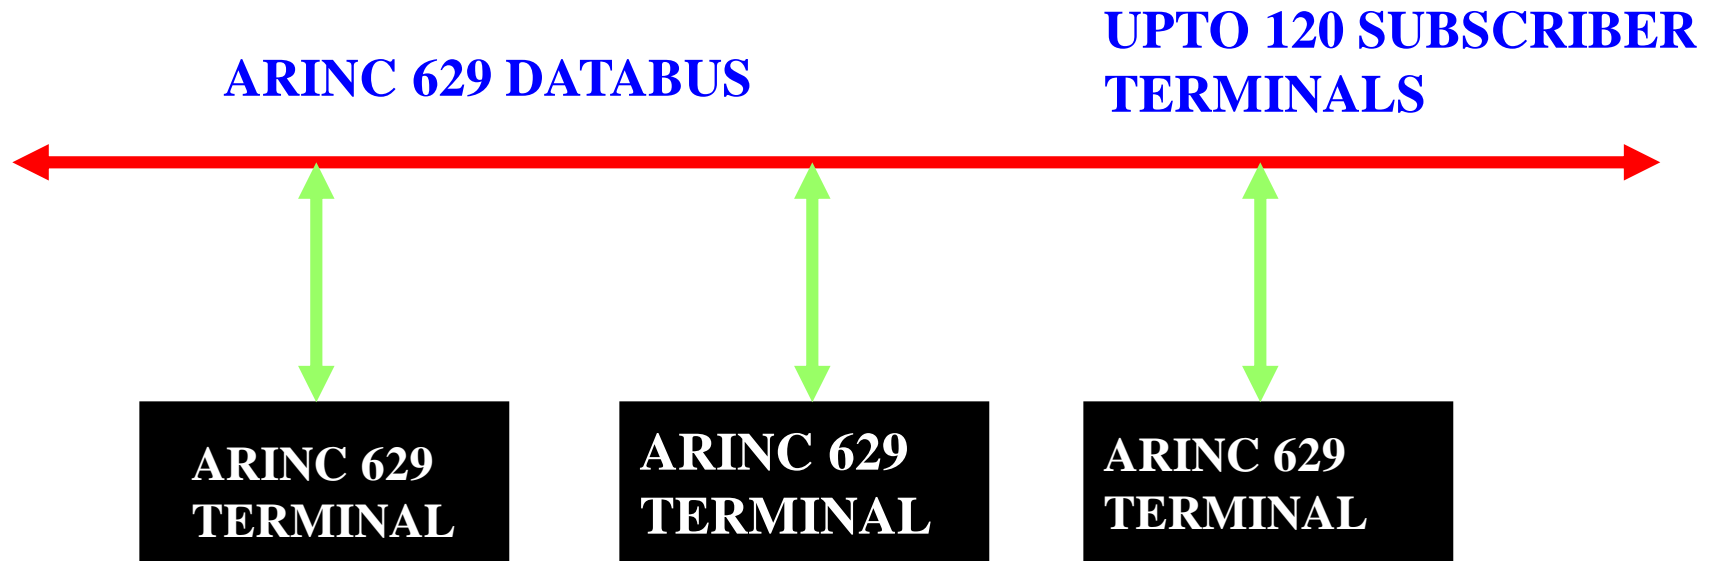 UPTO 120 SUBSCRIBER
TERMINALS
ARINC 629 DATABUS
ARINC 629
TERMINAL
ARINC 629
TERMINAL
ARINC 629
TERMINAL